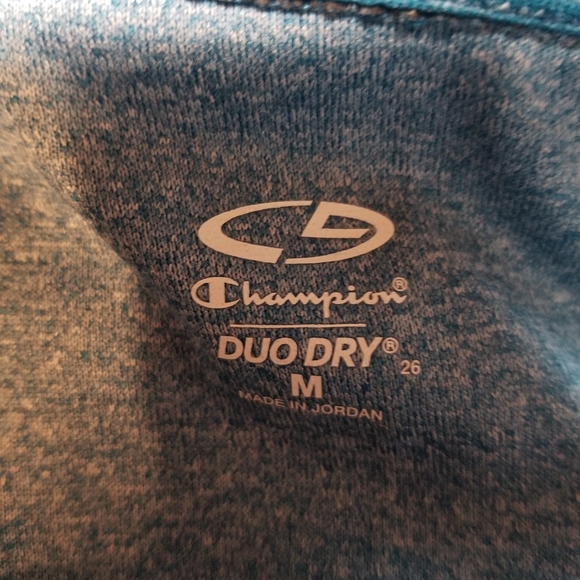 Champion®
DUO DRY®
26
M
MADE IN JORDAN